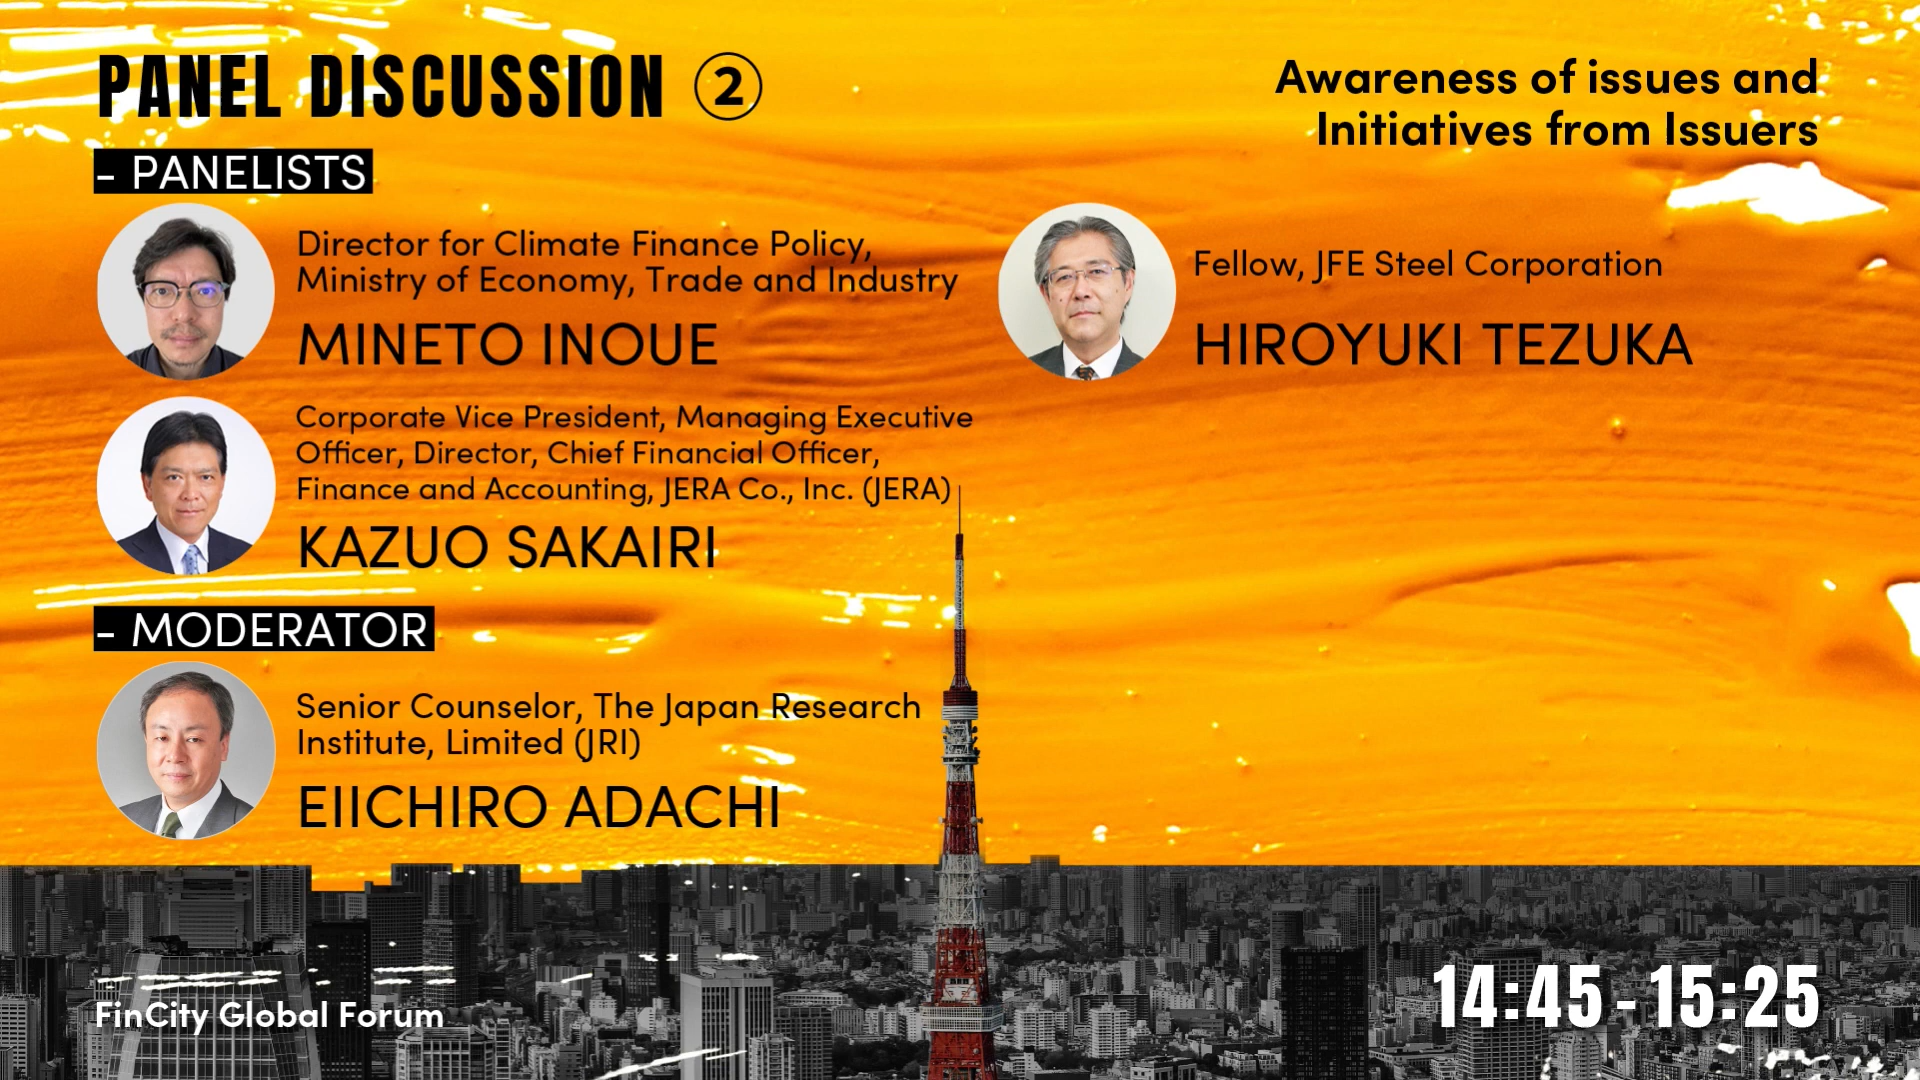 PANEL DISCUSSION ②
Awareness of issues and
Initiatives from Issuers
- PANELISTS
Director for Climate Finance Policy,
Ministry of Economy, Trade and Industry
MINETO INOUE
Fellow, JFE Steel Corporation
HIROYUKI TEZUKA
Corporate Vice President, Managing Executive
Officer, Director, Chief Financial Officer,
Finance and Accounting, JERA Co., Inc. (JERA)
KAZUO SAKAIRI
- MODERATOR
Senior Counselor, The Japan Research
Institute, Limited (JRI)
EIICHIRO ADACHI
FinCity Global Forum
14:45-15:25